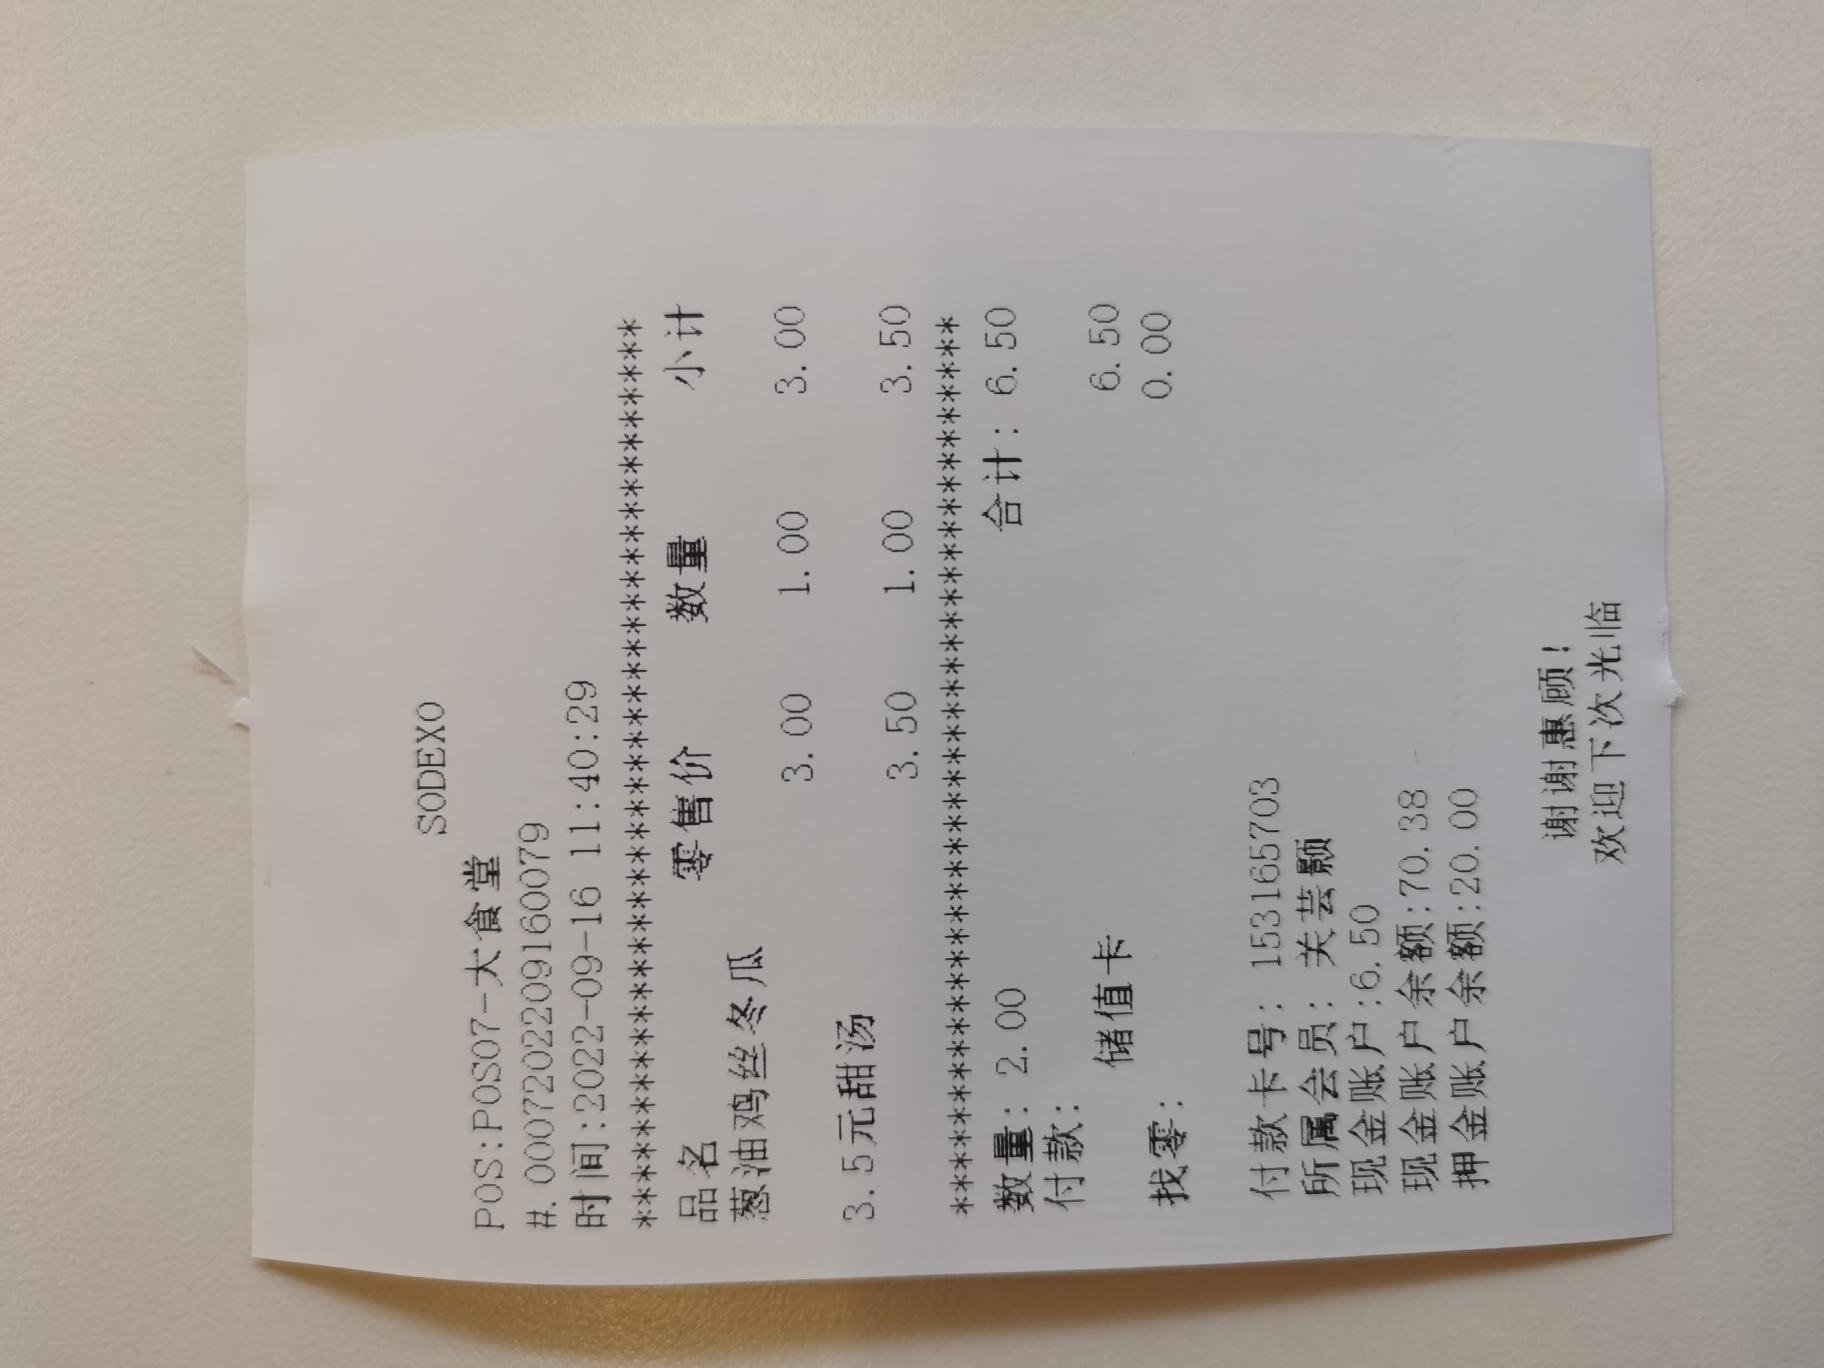 SODEXO
POS:POS07-大食堂
#.0007202209160079
时间:2022-09-16 11:40:29
**************************************
品名 零售价 数量 小计
葱油鸡丝冬瓜
3.00 1.00 3.00
3.5元甜汤
3.50 1.00 3.50
**************************************
数量: 2.00 合计: 6.50
付款:
储值卡 6.50
找零: 0.00
付款卡号: 153165703
所属会员: 关芸颢
现金账户:6.50
现金账户余额:70.38
押金账户余额:20.00
谢谢惠顾!
欢迎下次光临